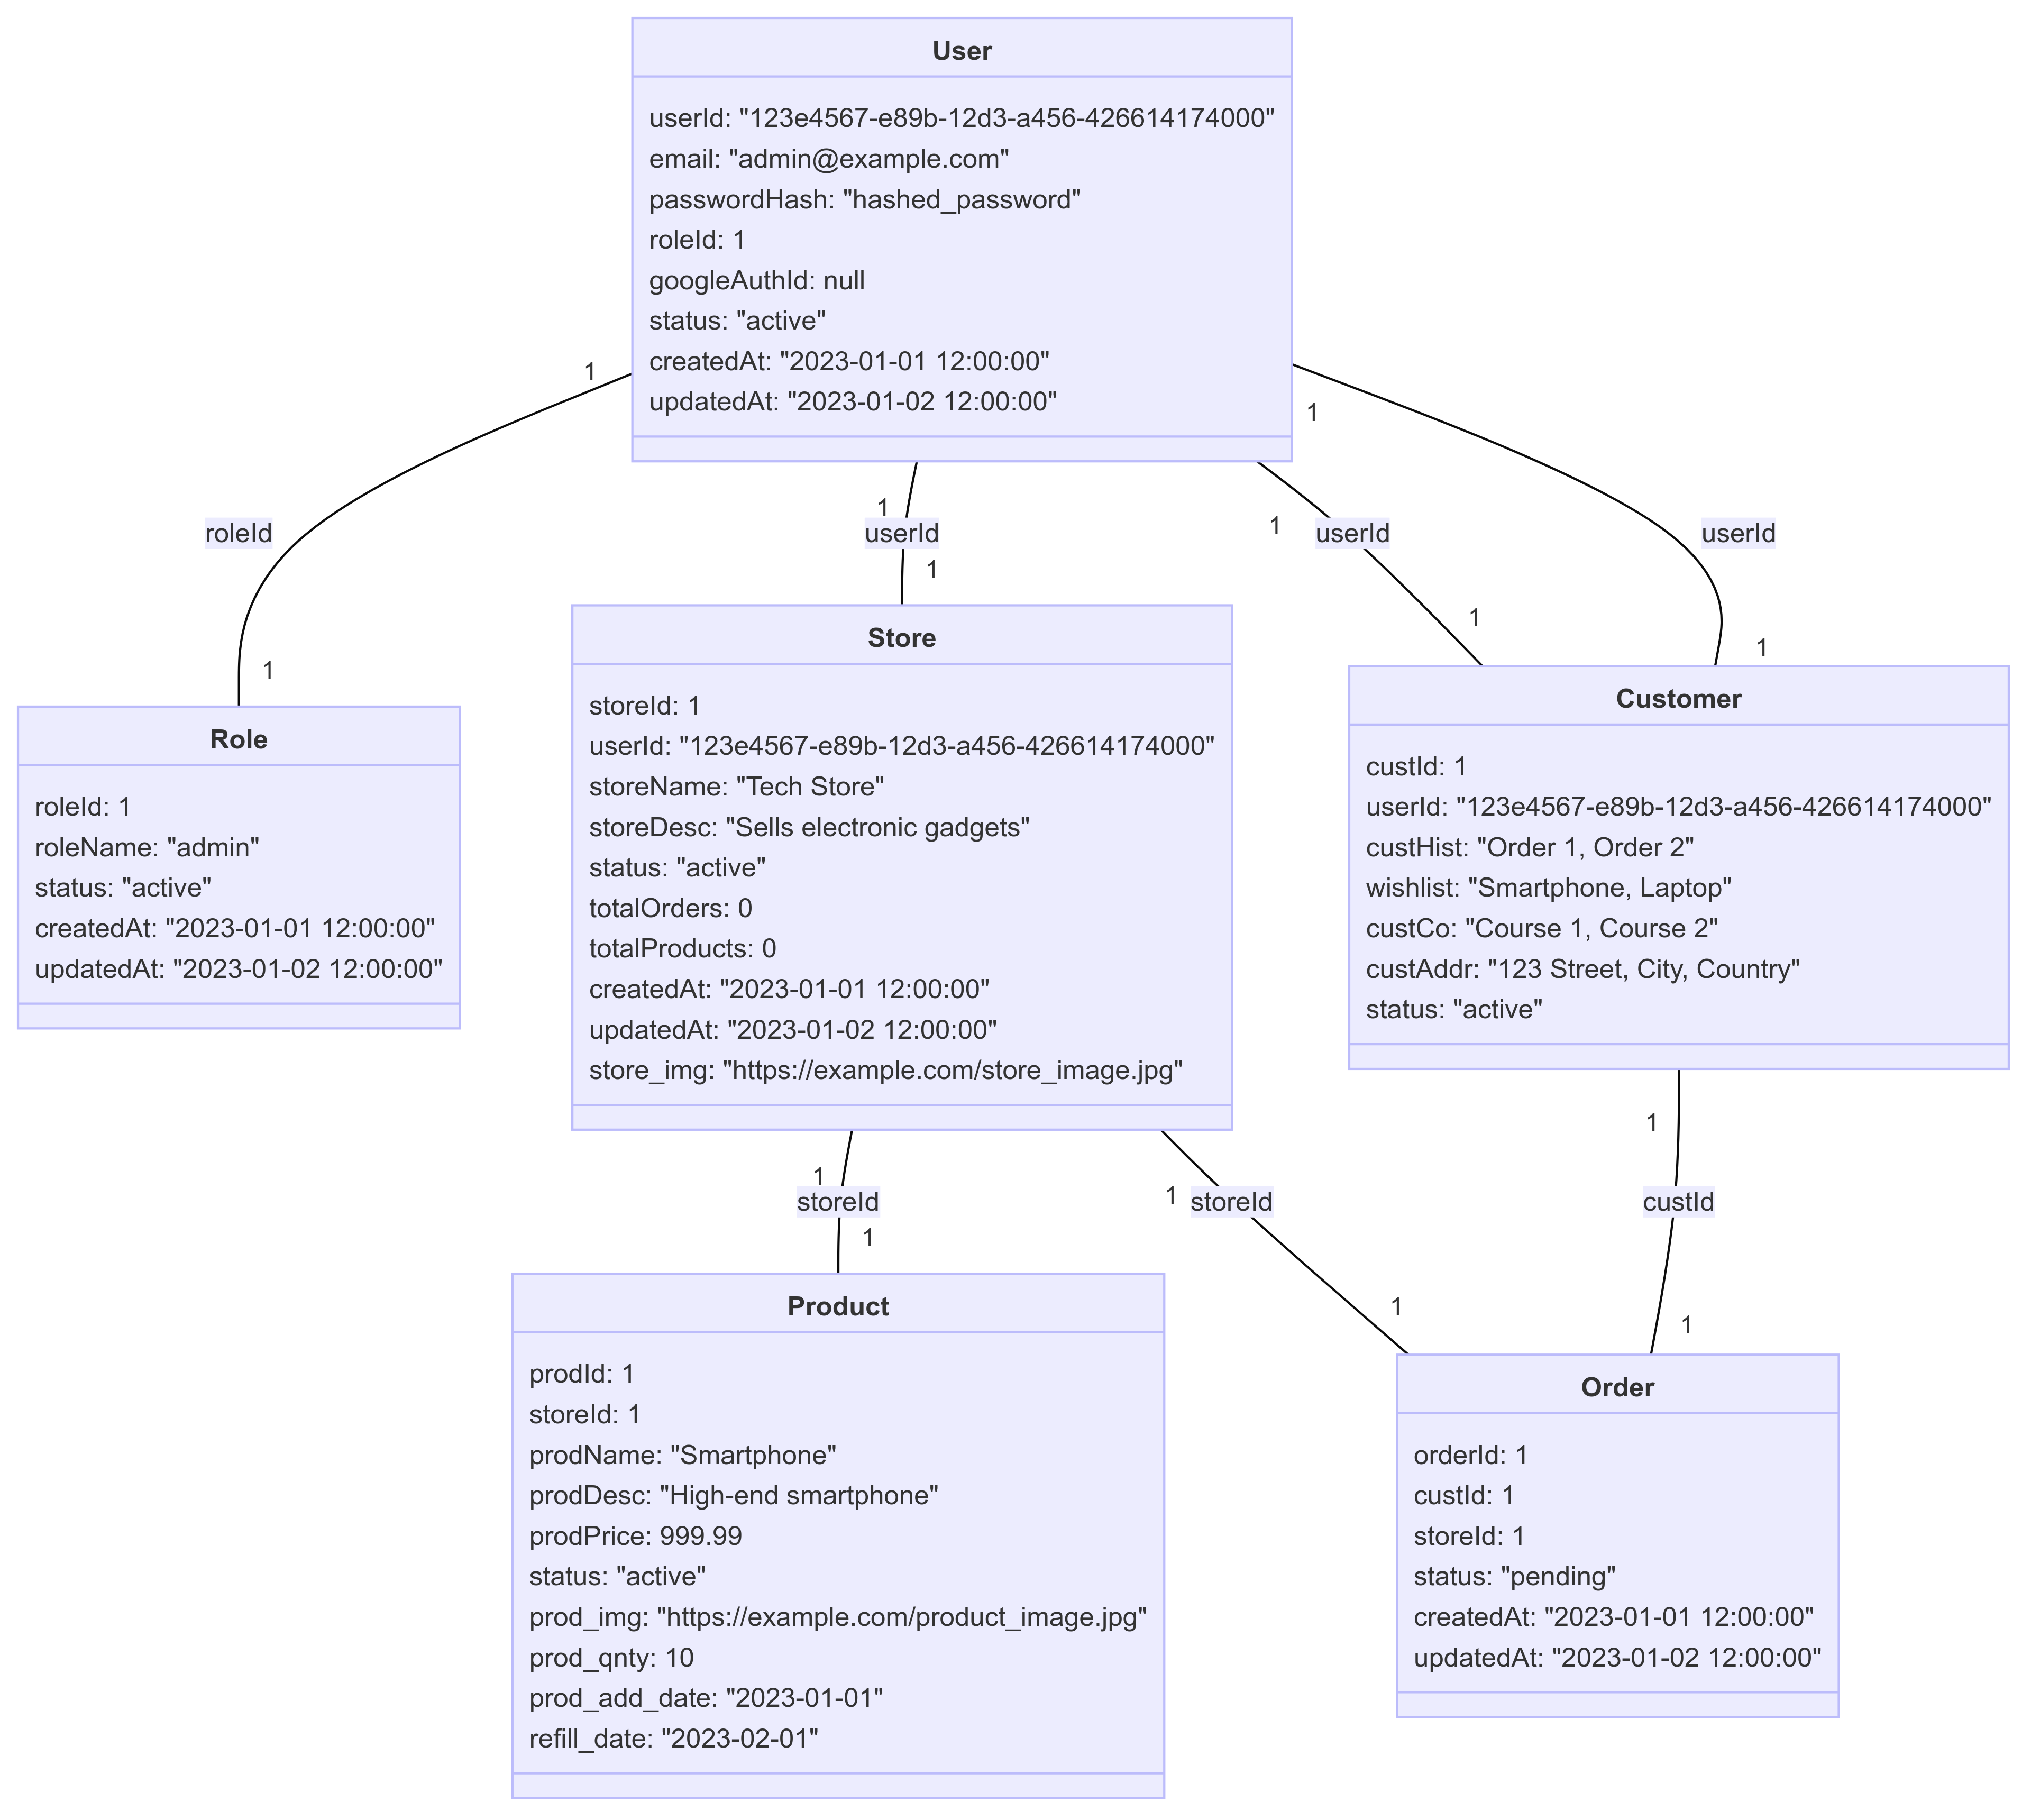 User
userId: "123e4567-e89b-12d3-a456-426614174000"
email: "admin@example.com"
passwordHash: "hashed_password"
roleId: 1
googleAuthId: null
status: "active"
createdAt: "2023-01-01 12:00:00"
updatedAt: "2023-01-02 12:00:00"
1
1
1
1
roleId
userId
userId
userId
1
1
1
1
Role
roleId: 1
roleName: "admin"
status: "active"
createdAt: "2023-01-01 12:00:00"
updatedAt: "2023-01-02 12:00:00"
Store
storeId: 1
userId: "123e4567-e89b-12d3-a456-426614174000"
storeName: "Tech Store"
storeDesc: "Sells electronic gadgets"
status: "active"
totalOrders: 0
totalProducts: 0
createdAt: "2023-01-01 12:00:00"
updatedAt: "2023-01-02 12:00:00"
store_img: "https://example.com/store_image.jpg"
Customer
custId: 1
userId: "123e4567-e89b-12d3-a456-426614174000"
custHist: "Order 1, Order 2"
wishlist: "Smartphone, Laptop"
custCo: "Course 1, Course 2"
custAddr: "123 Street, City, Country"
status: "active"
1
1
1
storeId
storeId
custId
1
1
1
Product
prodId: 1
storeId: 1
prodName: "Smartphone"
prodDesc: "High-end smartphone"
prodPrice: 999.99
status: "active"
prod_img: "https://example.com/product_image.jpg"
prod_qnty: 10
prod_add_date: "2023-01-01"
refill_date: "2023-02-01"
Order
orderId: 1
custId: 1
storeId: 1
status: "pending"
createdAt: "2023-01-01 12:00:00"
updatedAt: "2023-01-02 12:00:00"